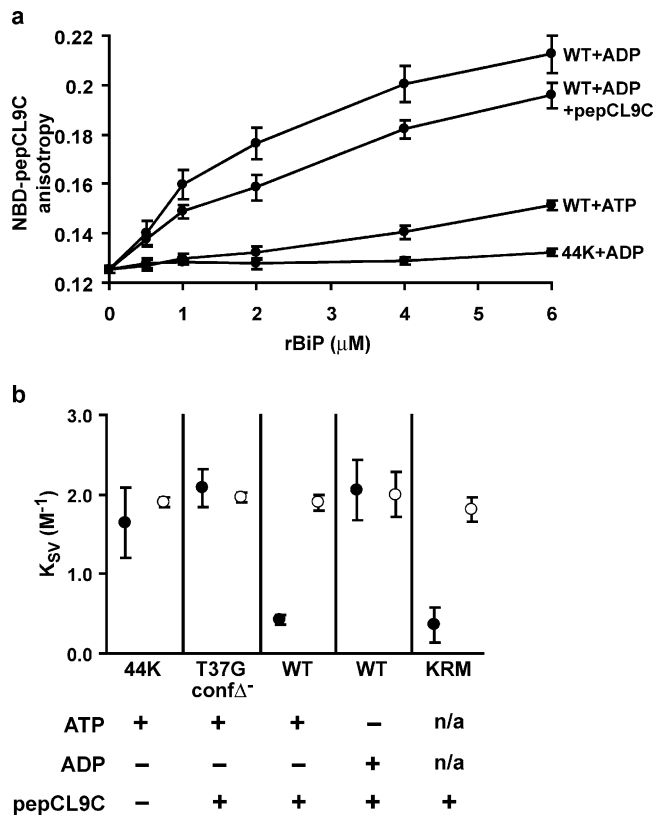 a
0.22
0.2
0.18
0.16
0.14
0.12
NBD-pepCL9C
anisotropy
WT+ADP
WT+ADP
+pepCL9C
WT+ATP
44K+ADP
0 1 2 3 4 5 6
rBiP (μM)
b
3.0
2.0
1.0
0.0
KSV (M-1)
44K T37G WT WT KRM
confΔ-
ATP + + + – n/a
ADP – – – + n/a
pepCL9C – + + + +